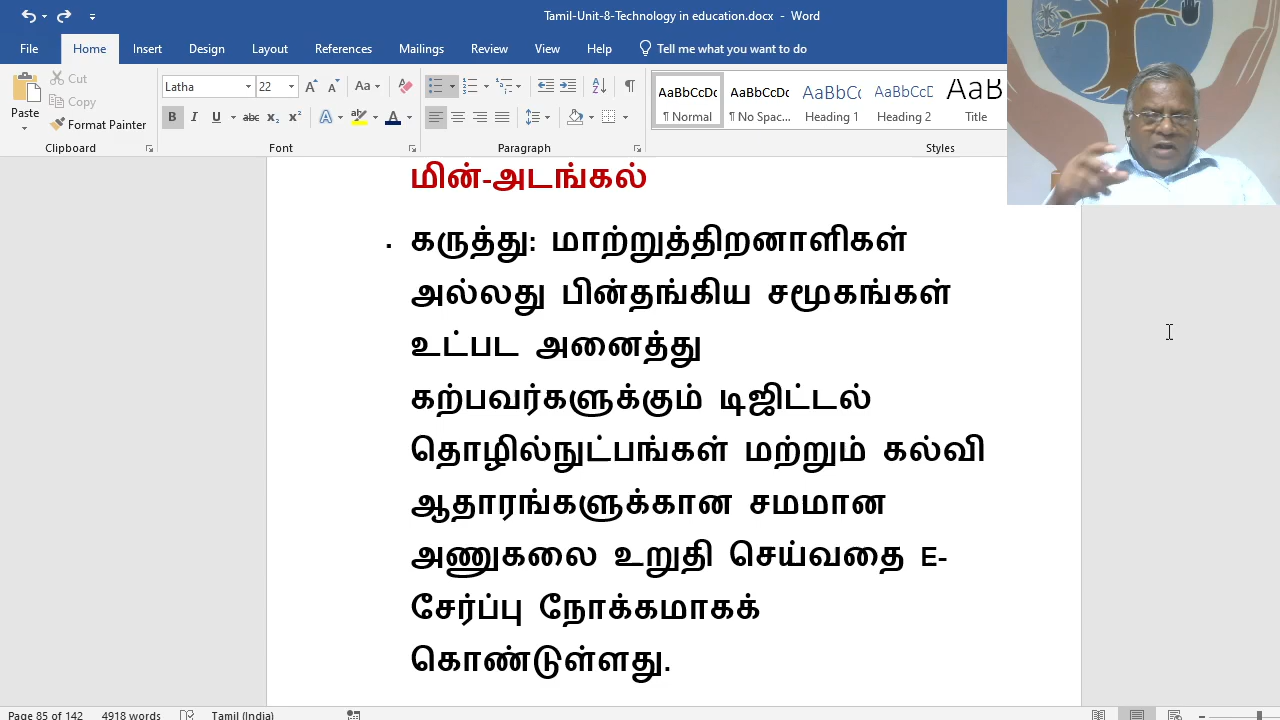 Tamil-Unit-8-Technology in education.docx - Word
File Home Insert Design Layout References Mailings Review View Help Tell me what you want to do
Cut
Copy
Paste
Format Painter
Latha 22
AaBbCcDc AaBbCcDc AaBbCc AaBbCcD AaB
¶ Normal ¶ No Spac... Heading 1 Heading 2 Title
Clipboard Font Paragraph Styles
மின்-அடங்கல்
கருத்து: மாற்றுத்திறனாளிகள்
அல்லது பின்தங்கிய சமூகங்கள்
உட்பட அனைத்து
கற்பவர்களுக்கும் டிஜிட்டல்
தொழில்நுட்பங்கள் மற்றும் கல்வி
ஆதாரங்களுக்கான சமமான
அணுகலை உறுதி செய்வதை E-
சேர்ப்பு நோக்கமாகக்
கொண்டுள்ளது.
Page 85 of 142 4918 words Tamil (India)